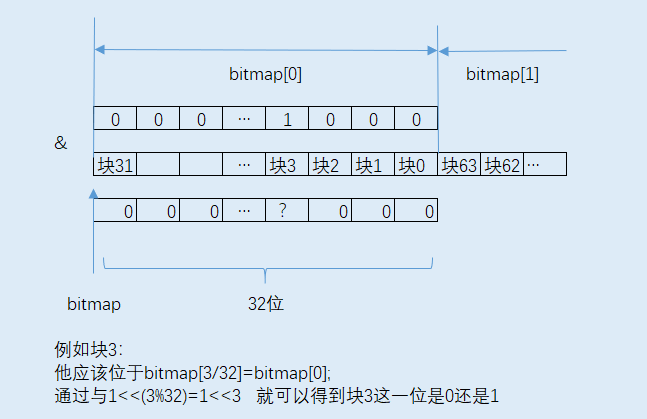 bitmap[0] bitmap[1]
0 0 0 … 1 0 0 0
&
块31 … 块3 块2 块1 块0 块63 块62 …
0 0 0 … ? 0 0 0
bitmap 32位
例如块3：
他应该位于bitmap[3/32]=bitmap[0];
通过与1<<(3%32)=1<<3 就可以得到块3这一位是0还是1